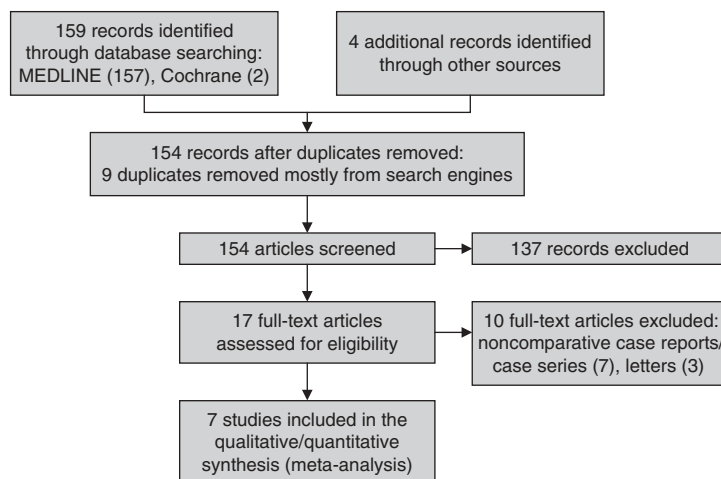 159 records identified
through database searching:
MEDLINE (157), Cochrane (2)
4 additional records identified
through other sources
154 records after duplicates removed:
9 duplicates removed mostly from search engines
154 articles screened
137 records excluded
17 full-text articles
assessed for eligibility
10 full-text articles excluded:
noncomparative case reports/
case series (7), letters (3)
7 studies included in the
qualitative/quantitative
synthesis (meta-analysis)